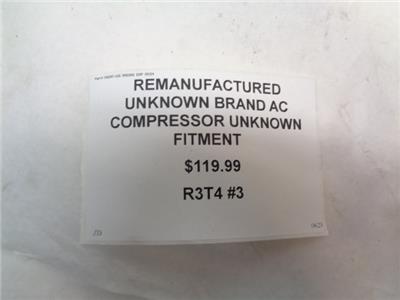 REMANUFACTURED
UNKNOWN BRAND AC
COMPRESSOR UNKNOWN
FITMENT
$119.99
R3T4 #3